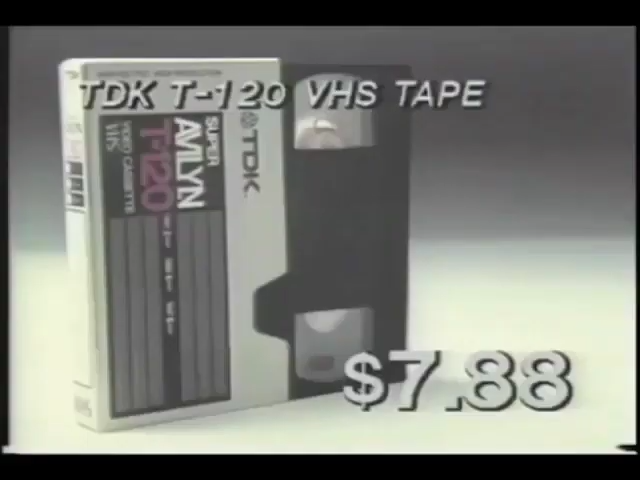 TDK T-120 VHS TAPE
TDK
SUPER
AVILYN
T-120
VIDEO CASSETTE
VHS
$7.88